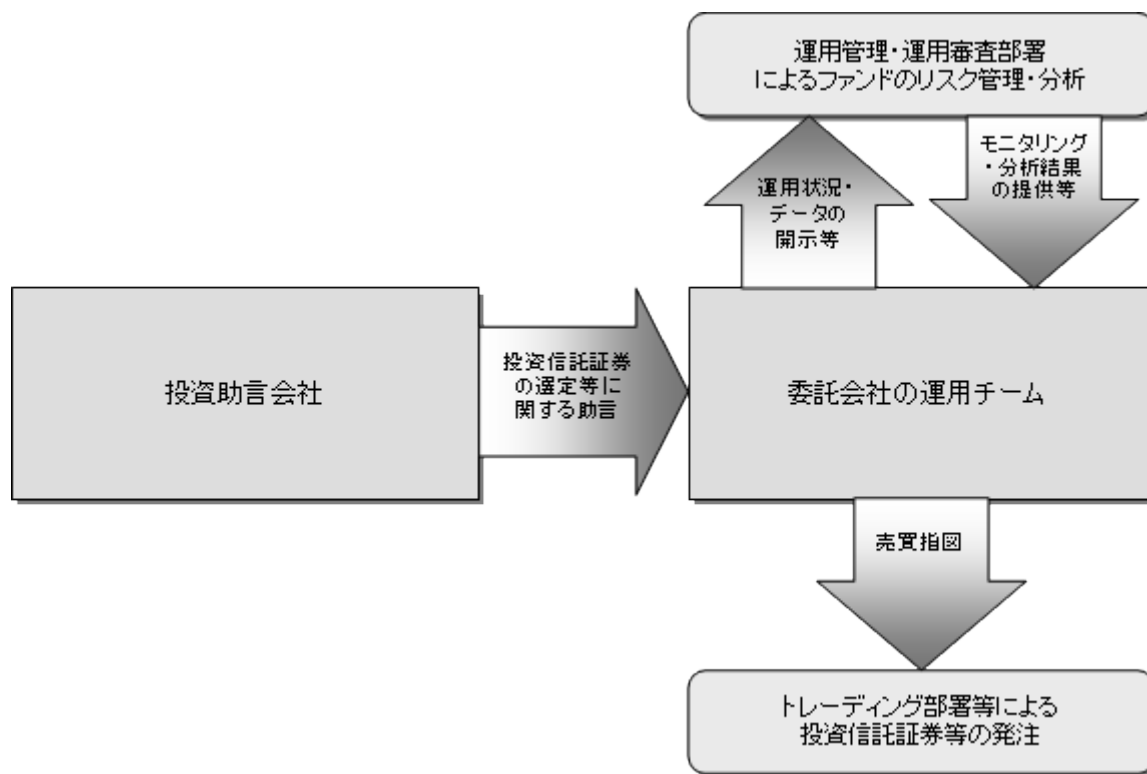 運用管理・運用審査部署
によるファンドのリスク管理・分析
運用状況・
データの
開示等
モニタリング
・分析結果
の提供等
投資助言会社
投資信託証券
の選定等に
関する助言
委託会社の運用チーム
売買指図
トレーディング部署等による
投資信託証券等の発注